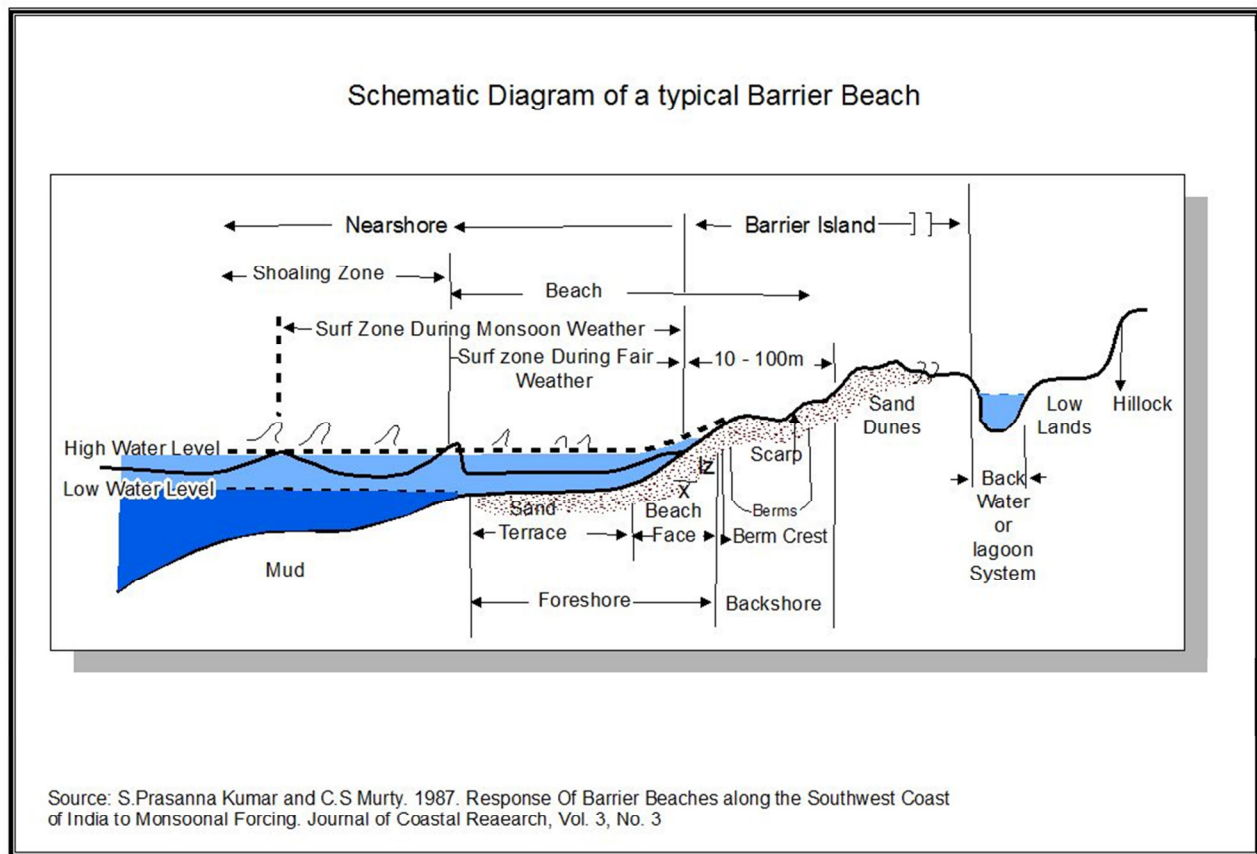 Schematic Diagram of a typical Barrier Beach
Nearshore
Barrier Island
Shoaling Zone
Beach
Surf Zone During Monsoon Weather
Surf zone During Fair
Weather
10 - 100m
High Water Level
Low Water Level
Sand
Dunes
Low
Lands
Hillock
Scarp
IZ
X
Sand
Terrace
Beach
Face
Berms
Berm Crest
Back
Water
or
lagoon
System
Mud
Foreshore
Backshore
Source: S.Prasanna Kumar and C.S Murty. 1987. Response Of Barrier Beaches along the Southwest Coast
of India to Monsoonal Forcing. Journal of Coastal Reaearch, Vol. 3, No. 3